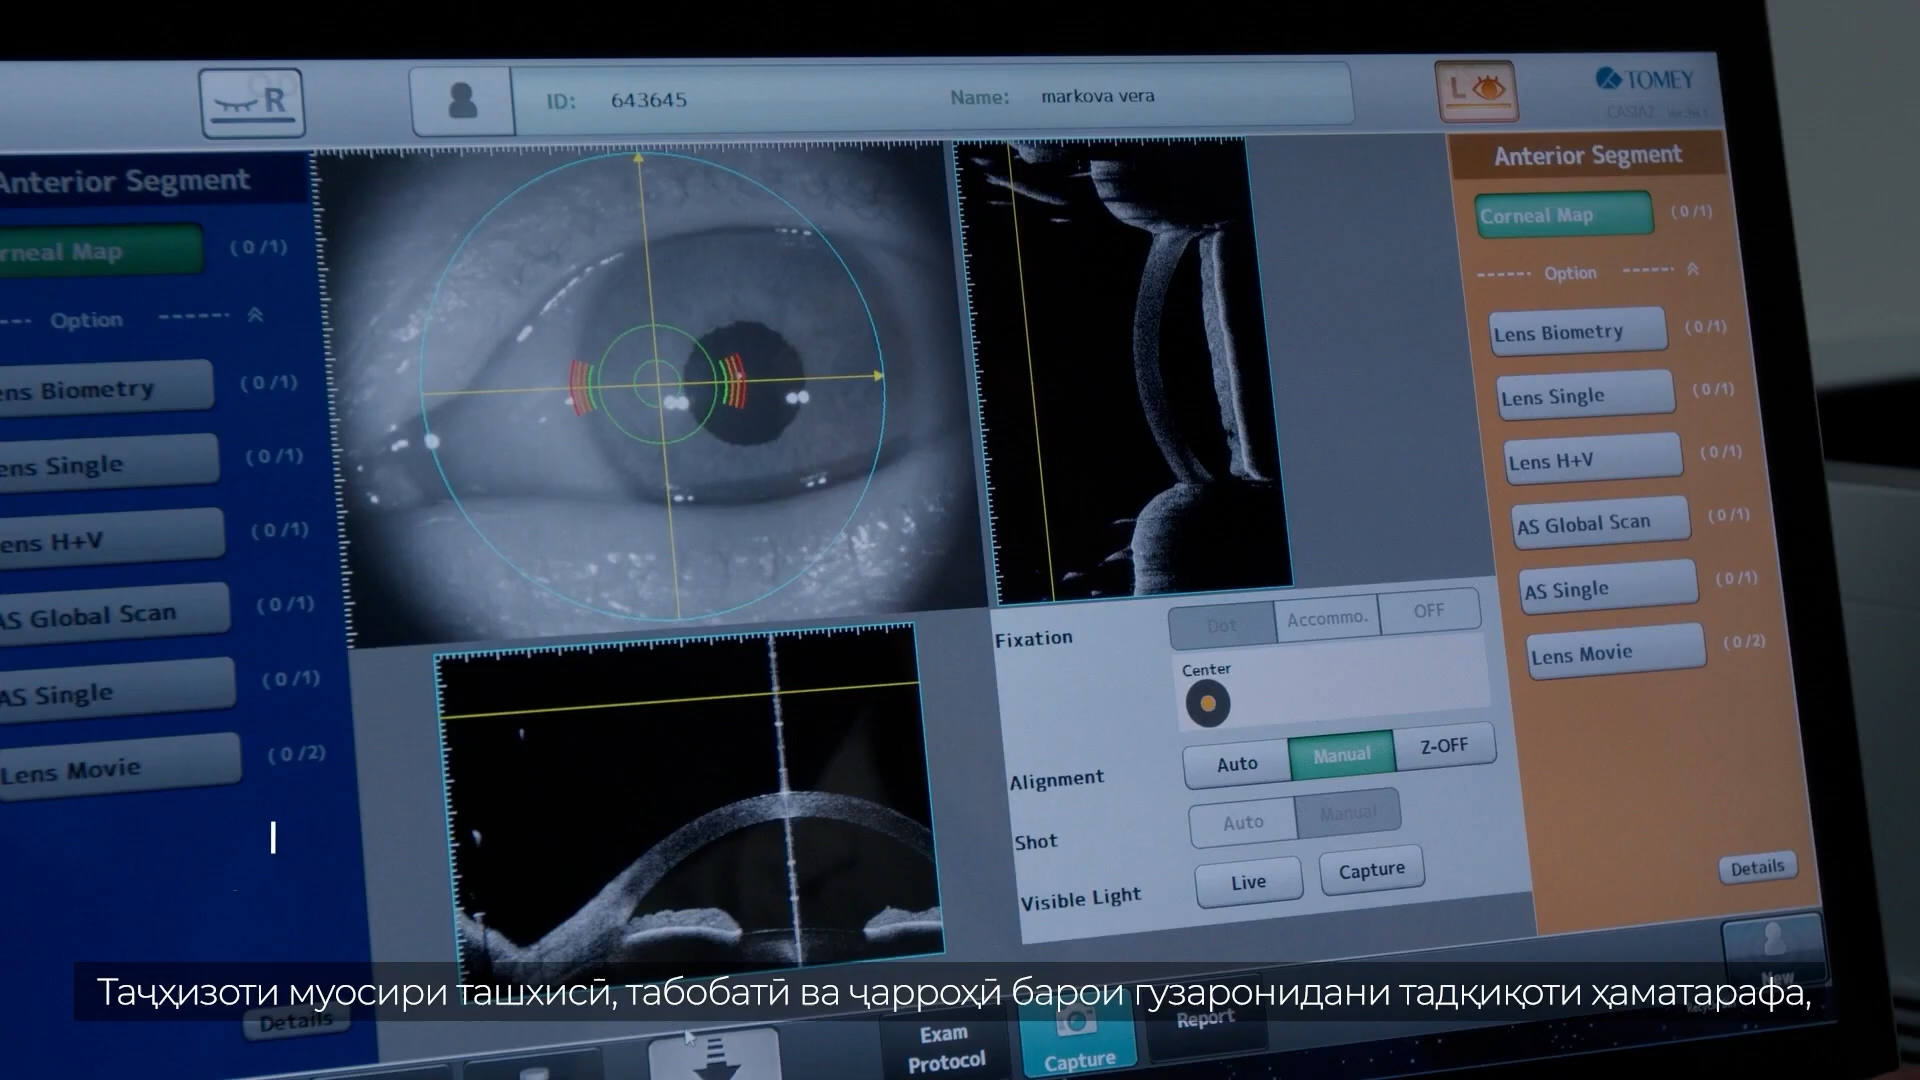 R
ID: 643645
Name: markova vera
L
TOMEY
CASIA2
Anterior Segment
rneal Map (0/1)
Option
ens Biometry (0/1)
ens Single (0/1)
ens H+V (0/1)
AS Global Scan (0/1)
AS Single (0/1)
Lens Movie (0/2)
Details
Fixation
Dot Accommo. OFF
Center
Alignment
Auto Manual Z-OFF
Shot
Auto Manual
Visible Light
Live Capture
Anterior Segment
Corneal Map (0/1)
Option
Lens Biometry (0/1)
Lens Single (0/1)
Lens H+V (0/1)
AS Global Scan (0/1)
AS Single (0/1)
Lens Movie (0/2)
Details
New
Таҷҳизоти муосири ташхисӣ, табобатӣ ва ҷарроҳӣ барои гузаронидани тадқиқоти ҳаматарафа,
Exam
Protocol
Capture
Report